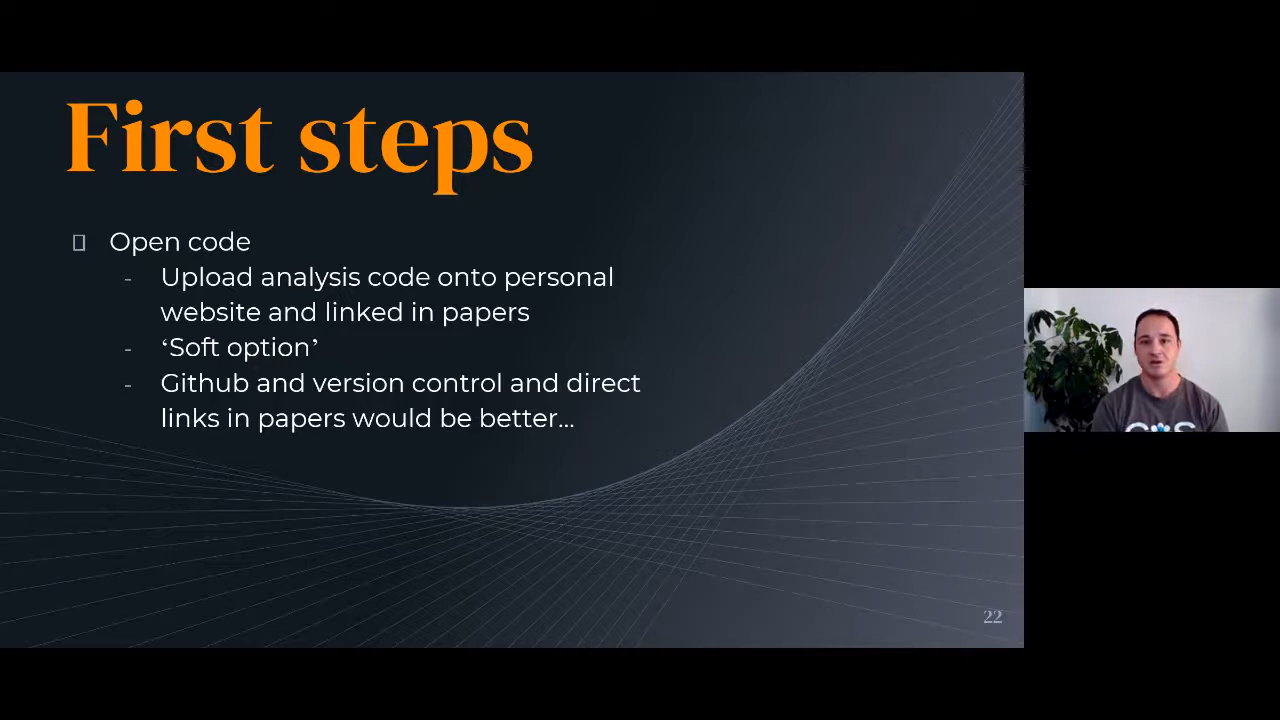 First steps
Open code
- Upload analysis code onto personal
website and linked in papers
- ‘Soft option’
- Github and version control and direct
links in papers would be better...
22